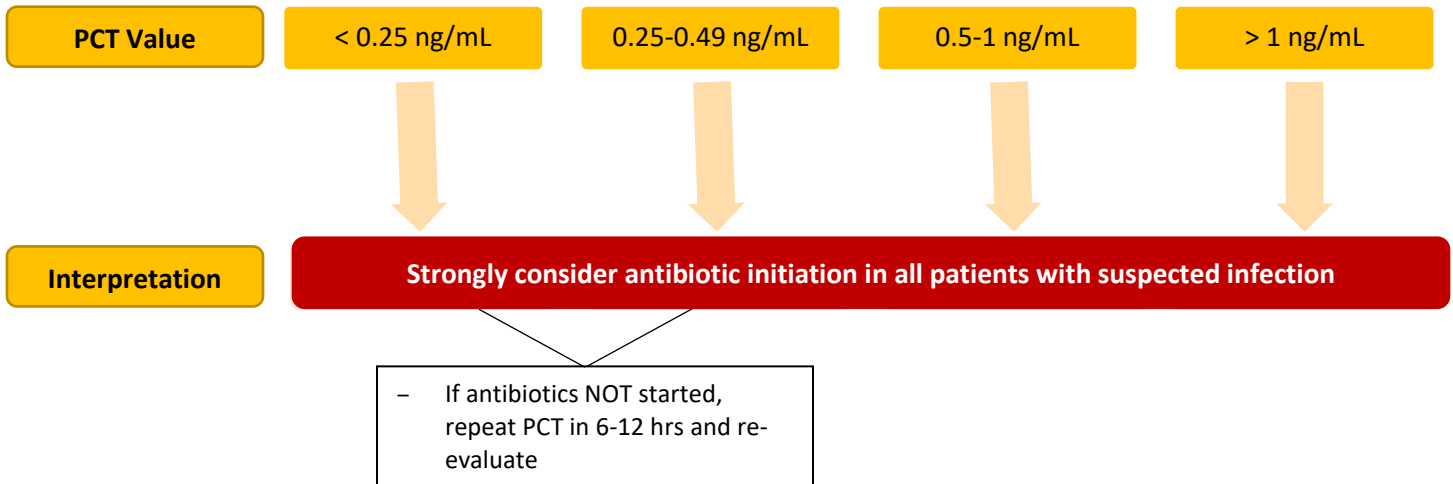 PCT Value
< 0.25 ng/mL
0.25-0.49 ng/mL
0.5-1 ng/mL
> 1 ng/mL
Interpretation
Strongly consider antibiotic initiation in all patients with suspected infection
– If antibiotics NOT started,
repeat PCT in 6-12 hrs and re-
evaluate